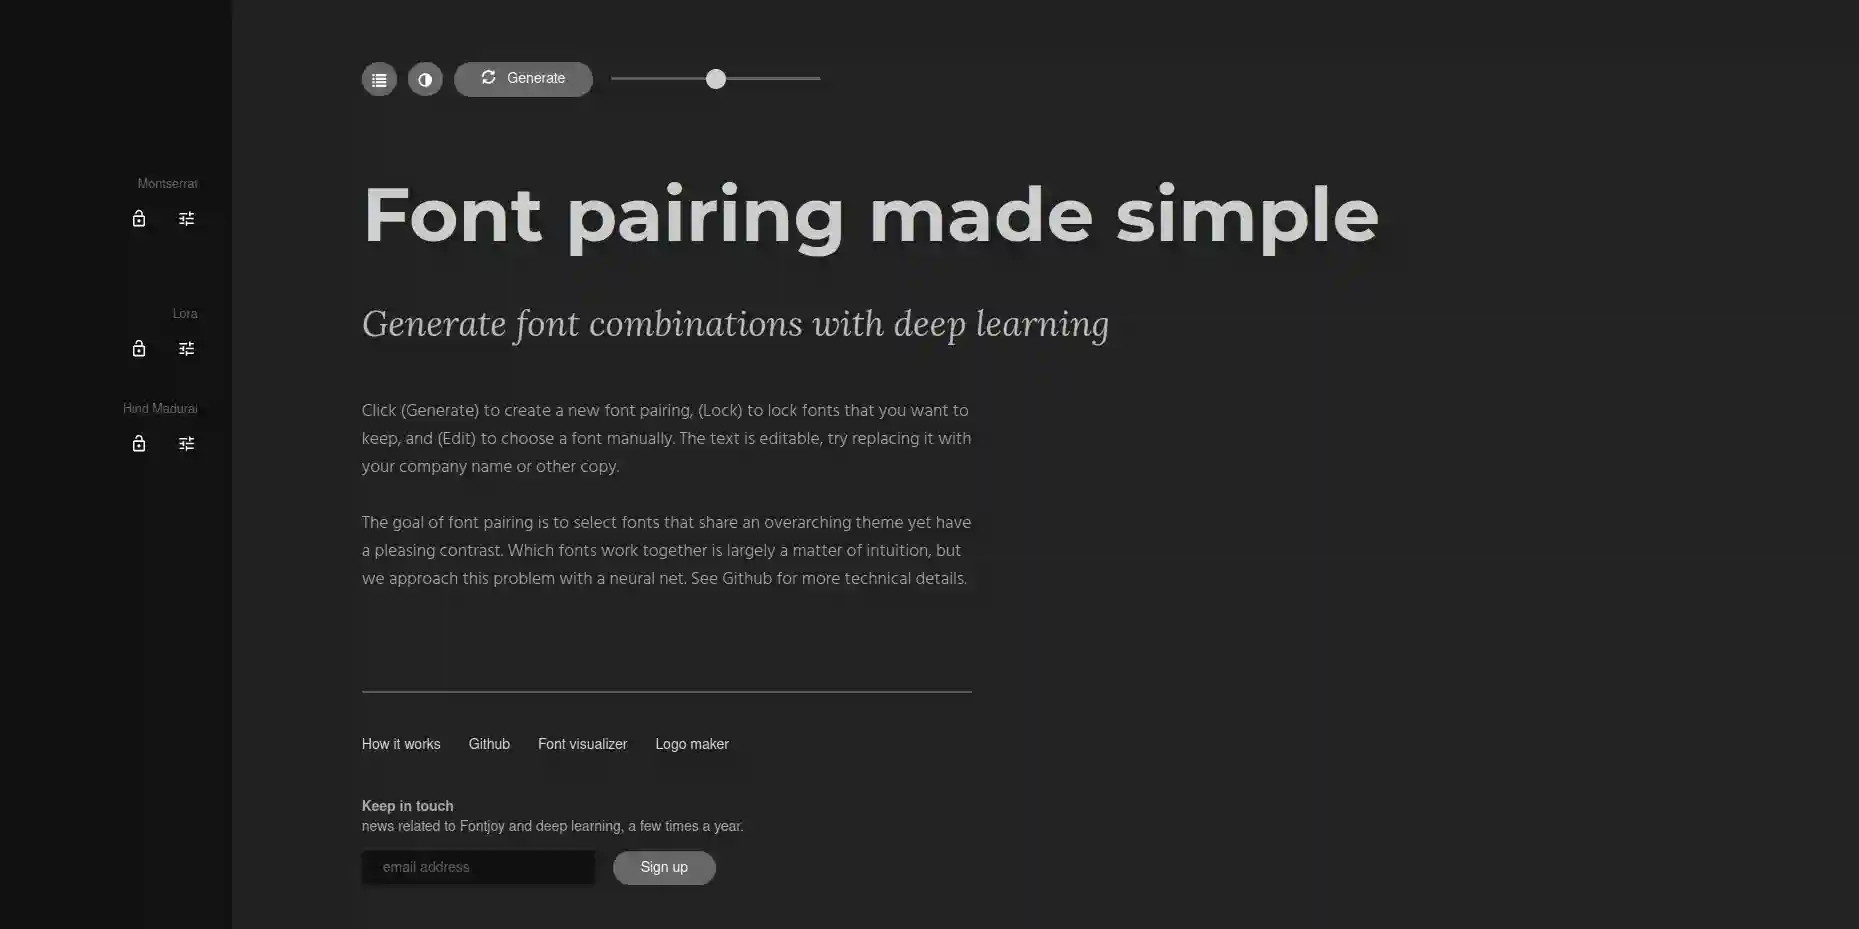 Generate
Montserrat
Font pairing made simple
Lora
Generate font combinations with deep learning
Hind Madurai
Click (Generate) to create a new font pairing, (Lock) to lock fonts that you want to
keep, and (Edit) to choose a font manually. The text is editable, try replacing it with
your company name or other copy.
The goal of font pairing is to select fonts that share an overarching theme yet have
a pleasing contrast. Which fonts work together is largely a matter of intuition, but
we approach this problem with a neural net. See Github for more technical details.
How it works Github Font visualizer Logo maker
Keep in touch
news related to Fontjoy and deep learning, a few times a year.
email address Sign up